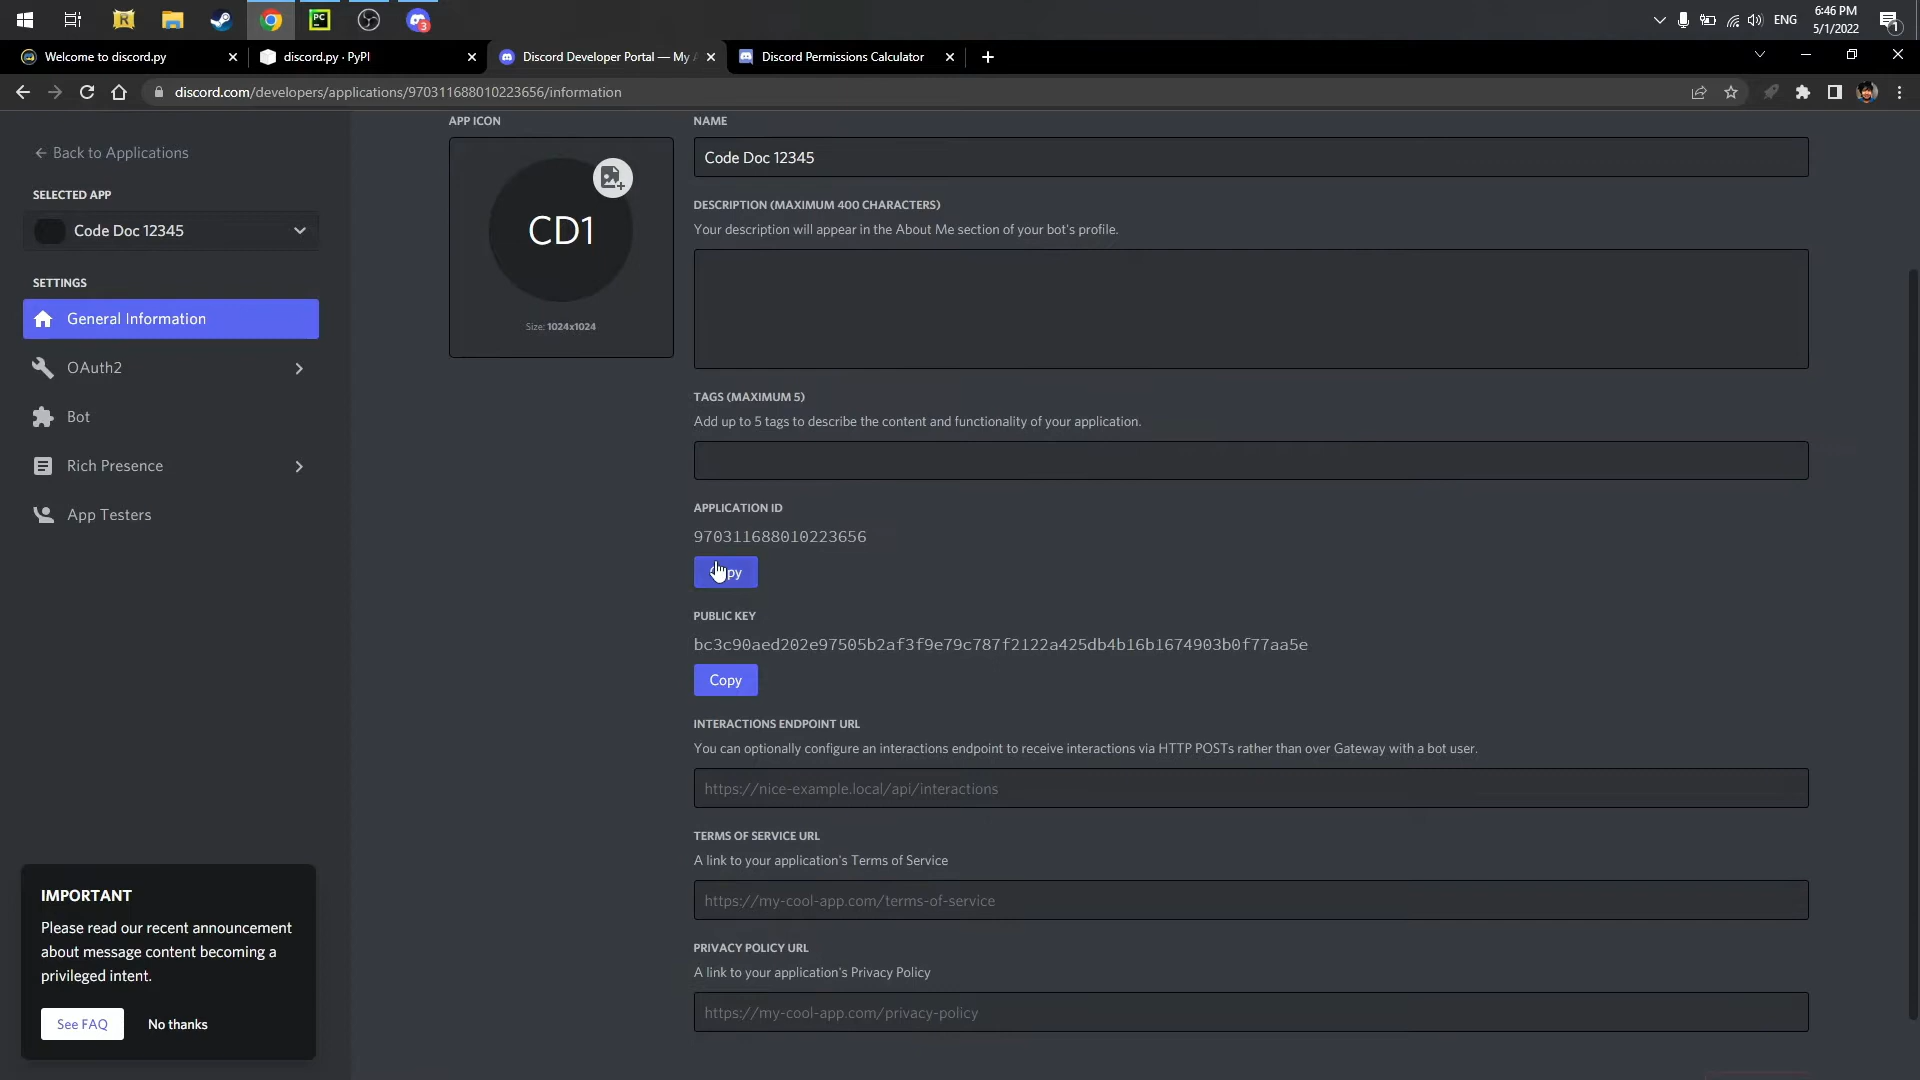 6:46 PM
ENG
5/1/2022
1
3
PC
R
Welcome to discord.py
discord.py · PyPI
Discord Developer Portal — My A
Discord Permissions Calculator
discord.com/developers/applications/970311688010223656/information
← Back to Applications
SELECTED APP
Code Doc 12345
SETTINGS
General Information
OAuth2
Bot
Rich Presence
App Testers
IMPORTANT
Please read our recent announcement
about message content becoming a
privileged intent.
See FAQ
No thanks
APP ICON
CD1
Size: 1024x1024
NAME
Code Doc 12345
DESCRIPTION (MAXIMUM 400 CHARACTERS)
Your description will appear in the About Me section of your bot's profile.
TAGS (MAXIMUM 5)
Add up to 5 tags to describe the content and functionality of your application.
APPLICATION ID
970311688010223656
Copy
PUBLIC KEY
bc3c90aed202e97505b2af3f9e79c787f2122a425db4b16b1674903b0f77aa5e
Copy
INTERACTIONS ENDPOINT URL
You can optionally configure an interactions endpoint to receive interactions via HTTP POSTs rather than over Gateway with a bot user.
https://nice-example.local/api/interactions
TERMS OF SERVICE URL
A link to your application's Terms of Service
https://my-cool-app.com/terms-of-service
PRIVACY POLICY URL
A link to your application's Privacy Policy
https://my-cool-app.com/privacy-policy